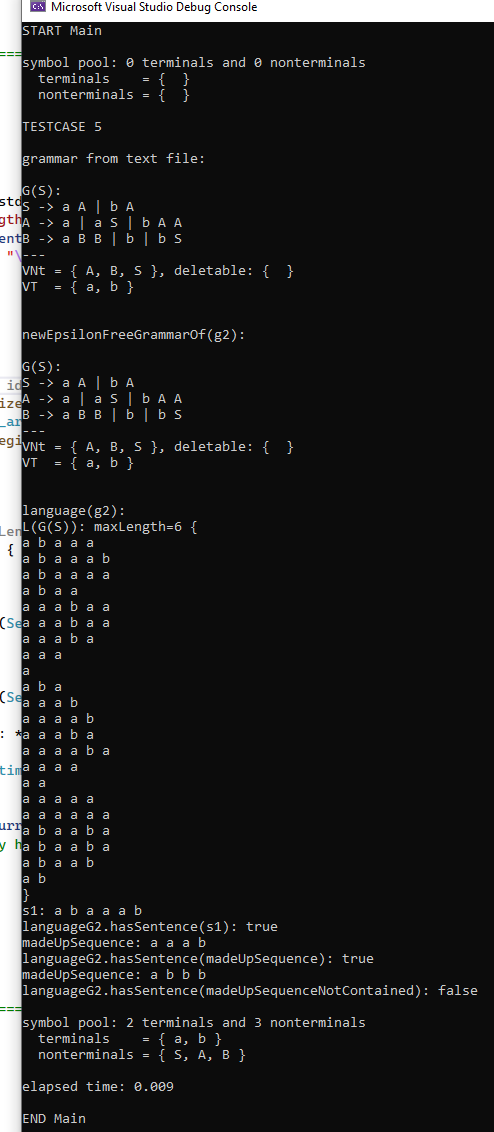 Microsoft Visual Studio Debug Console
START Main
symbol pool: 0 terminals and 0 nonterminals
terminals    = {  }
nonterminals = {  }
TESTCASE 5
grammar from text file:
G(S):
S -> a A | b A
A -> a | a S | b A A
B -> a B B | b | b S
---
VNt = { A, B, S }, deletable: {  }
VT  = { a, b }
newEpsilonFreeGrammarOf(g2):
G(S):
S -> a A | b A
A -> a | a S | b A A
B -> a B B | b | b S
---
VNt = { A, B, S }, deletable: {  }
VT  = { a, b }
language(g2):
L(G(S)): maxLength=6 {
a b a a a
a b a a a b
a b a a a a
a b a a
a a a b a a
a a a b a a
a a a b a
a a a
a
a b a
a a a b
a a a a b
a a a b a
a a a a b a
a a a a
a a
a a a a a
a a a a a a
a b a a b a
a b a a b a
a b a a b
a b
}
s1: a b a a a b
languageG2.hasSentence(s1): true
madeUpSequence: a a a b
languageG2.hasSentence(madeUpSequence): true
madeUpSequence: a b b b
languageG2.hasSentence(madeUpSequenceNotContained): false
symbol pool: 2 terminals and 3 nonterminals
terminals    = { a, b }
nonterminals = { S, A, B }
elapsed time: 0.009
END Main